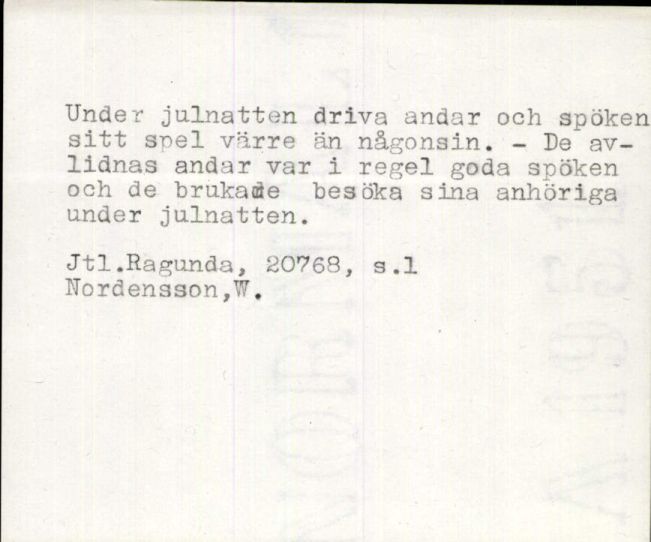 Under julnatten driva andar och spöken
sitt spel värre än någonsin. - De av-
lidnas andar var i regel goda spöken
och de brukade besöka sina anhöriga
under julnatten.
Jtl.Ragunda, 20768, s.1
Nordensson,W.